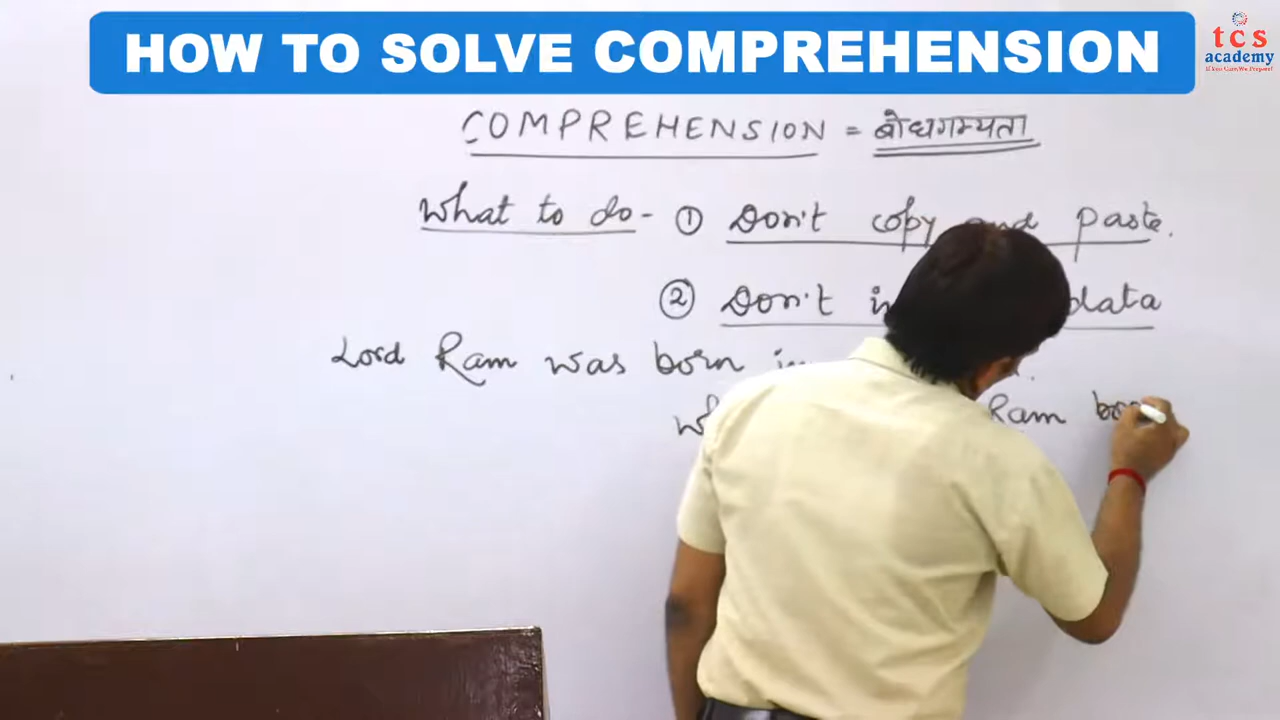 HOW TO SOLVE COMPREHENSION
tcs
academy
COMPREHENSION = बोधगम्यता
What to do - ① Don't copy and paste.
② Don't data
Lord Ram was born
Ram